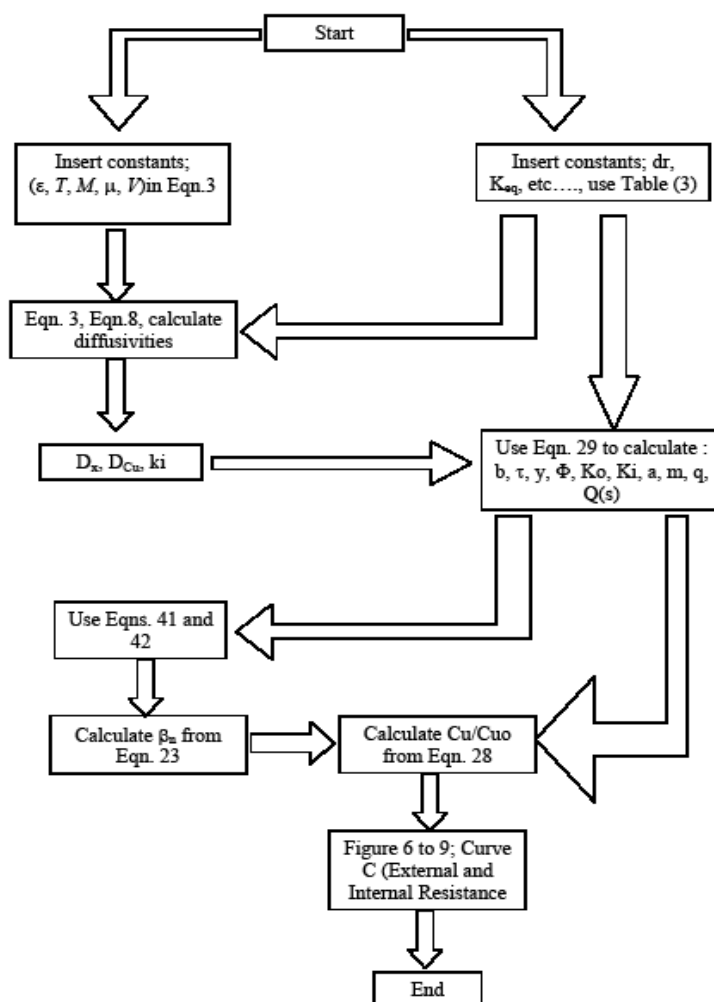 Start
Insert constants;
(ε, T, M, μ, V)in Eqn.3
Insert constants; dr,
Keq, etc…., use Table (3)
Eqn. 3, Eqn.8, calculate
diffusivities
Dx, DCu, ki
Use Eqn. 29 to calculate :
b, τ, y, Φ, Ko, Ki, a, m, q,
Q(s)
Use Eqns. 41 and
42
Calculate βn from
Eqn. 23
Calculate Cu/Cuo
from Eqn. 28
Figure 6 to 9; Curve
C (External and
Internal Resistance
End